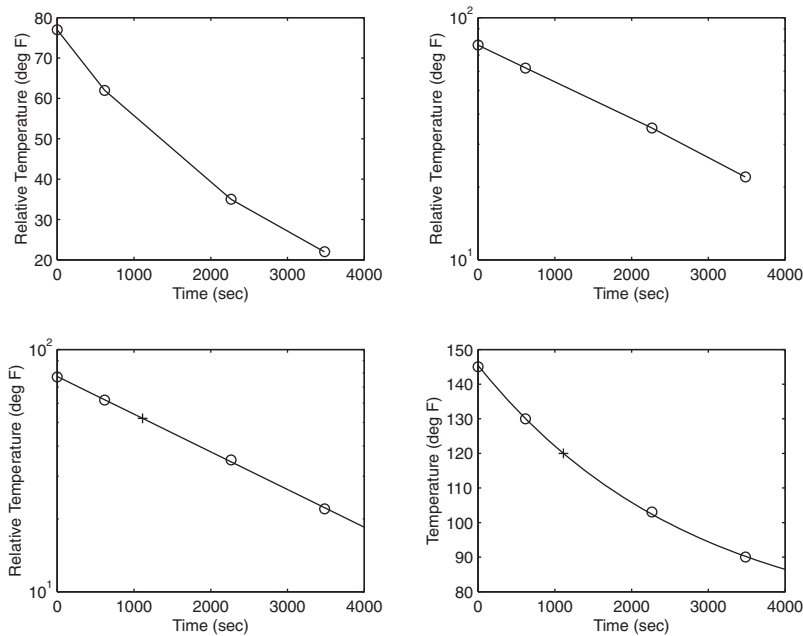 80
70
60
50
40
30
20
0 1000 2000 3000 4000
Time (sec)
Relative Temperature (deg F)
10^2
10^1
0 1000 2000 3000 4000
Time (sec)
Relative Temperature (deg F)
10^2
10^1
0 1000 2000 3000 4000
Time (sec)
Relative Temperature (deg F)
150
140
130
120
110
100
90
80
0 1000 2000 3000 4000
Time (sec)
Temperature (deg F)